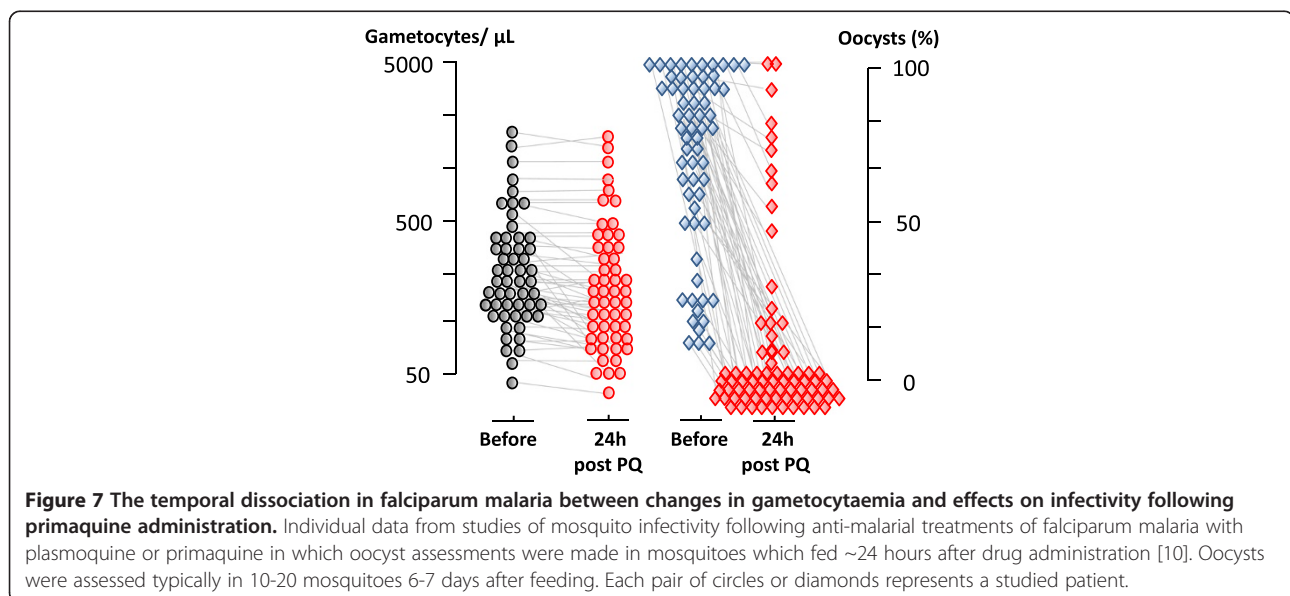 Gametocytes/ µL
Oocysts (%)
5000
500
50
100
50
0
Before
24h
post PQ
Before
24h
post PQ
Figure 7 The temporal dissociation in falciparum malaria between changes in gametocytaemia and effects on infectivity following
primaquine administration. Individual data from studies of mosquito infectivity following anti-malarial treatments of falciparum malaria with
plasmoquine or primaquine in which oocyst assessments were made in mosquitoes which fed ~24 hours after drug administration [10]. Oocysts
were assessed typically in 10-20 mosquitoes 6-7 days after feeding. Each pair of circles or diamonds represents a studied patient.